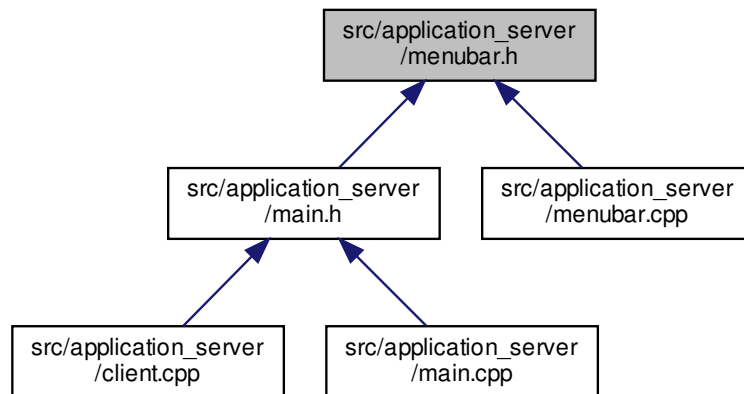 src/application_server
/menubar.h
src/application_server
/main.h
src/application_server
/menubar.cpp
src/application_server
/client.cpp
src/application_server
/main.cpp